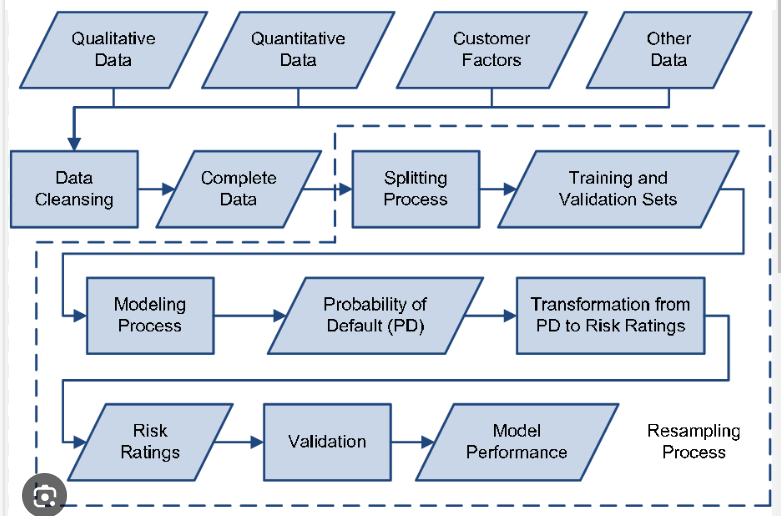 Qualitative
Data
Quantitative
Data
Customer
Factors
Other
Data
Data
Cleansing
Complete
Data
Splitting
Process
Training and
Validation Sets
Modeling
Process
Probability of
Default (PD)
Transformation from
PD to Risk Ratings
Risk
Ratings
Validation
Model
Performance
Resampling
Process